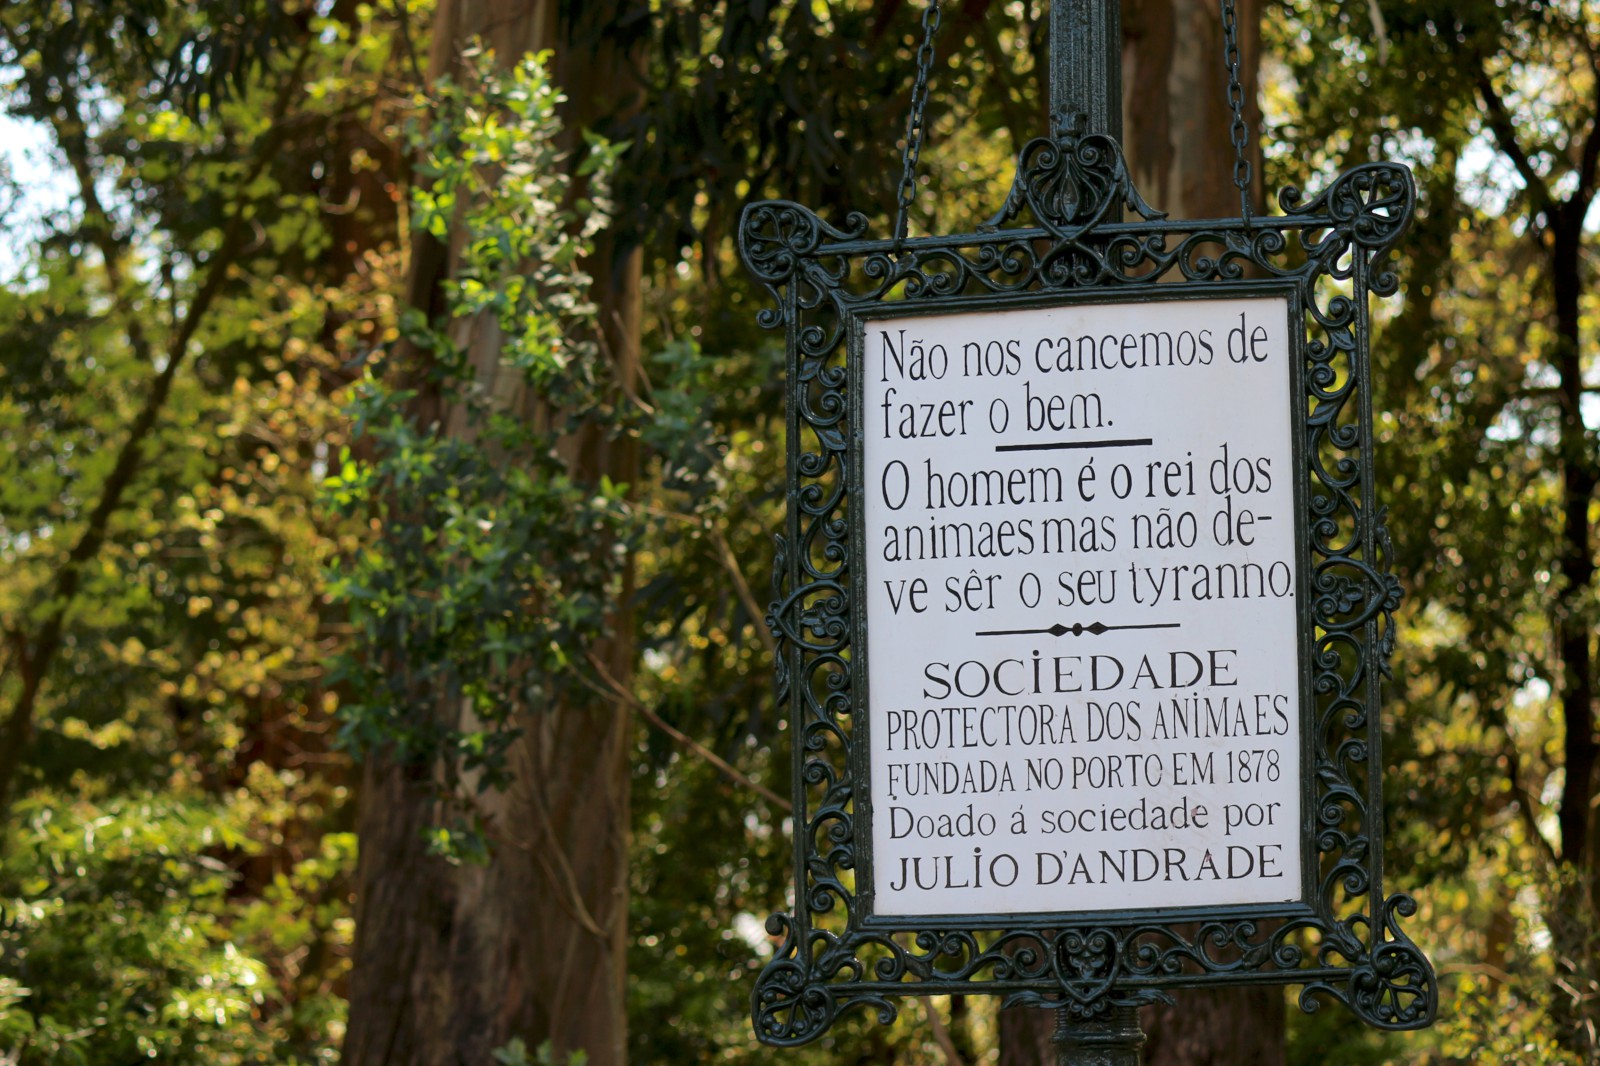 Não nos cancemos de
fazer o bem.
O homem é o rei dos
animaes mas não de-
ve sêr o seu tyranno.
SOCIEDADE
PROTECTORA DOS ANIMAES
FUNDADA NO PORTO EM 1878
Doado á sociedade por
JULIO D'ANDRADE